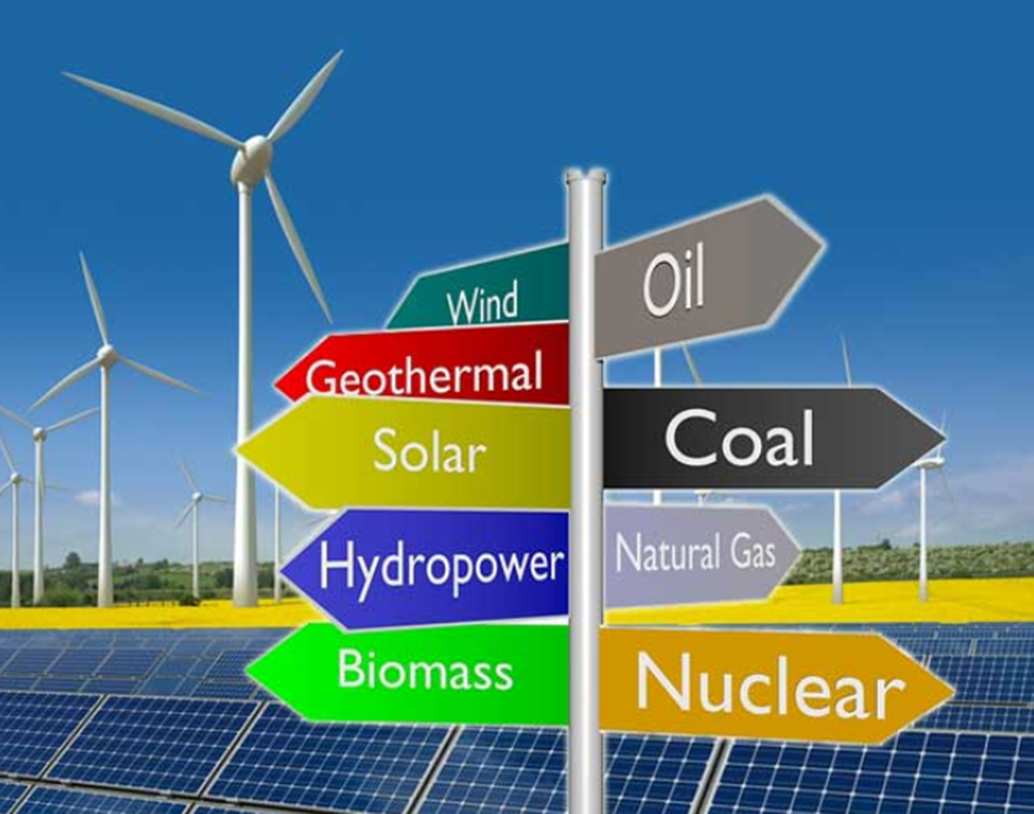 Wind
Oil
Geothermal
Solar
Coal
Hydropower
Natural Gas
Biomass
Nuclear